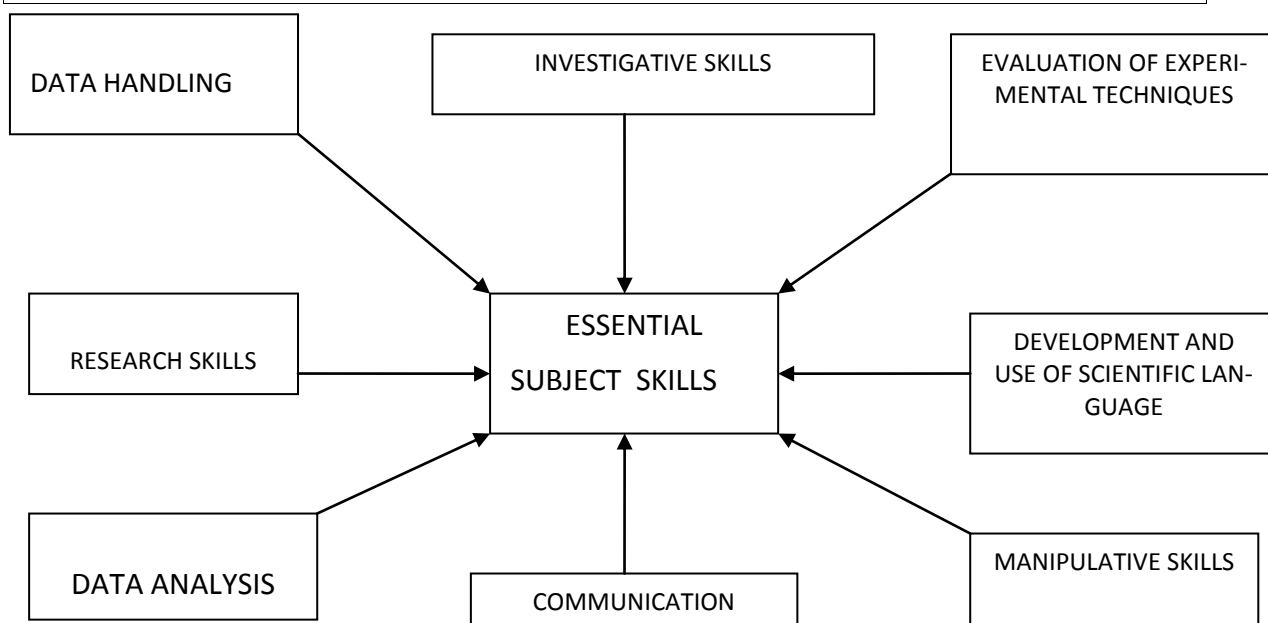 DATA HANDLING
INVESTIGATIVE SKILLS
EVALUATION OF EXPERI-
MENTAL TECHNIQUES
RESEARCH SKILLS
ESSENTIAL
SUBJECT SKILLS
DEVELOPMENT AND
USE OF SCIENTIFIC LAN-
GUAGE
DATA ANALYSIS
COMMUNICATION
MANIPULATIVE SKILLS